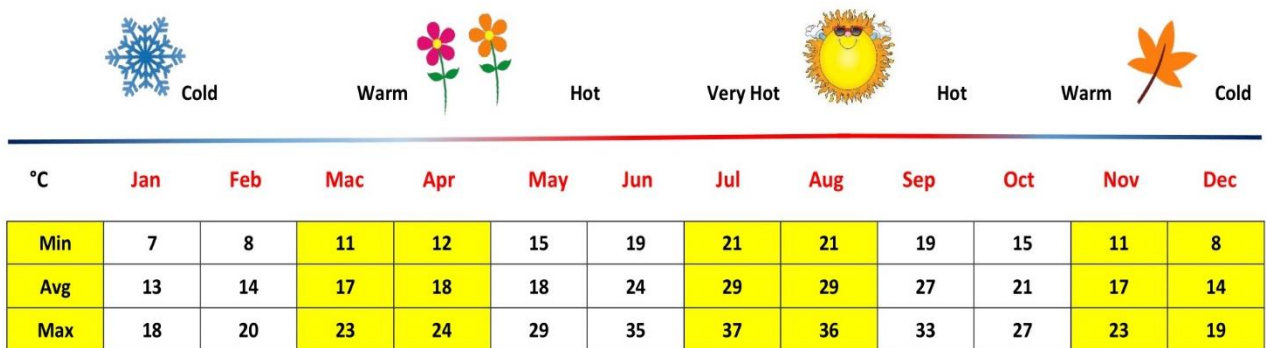 Cold Warm Hot Very Hot Hot Warm Cold
°C Jan Feb Mac Apr May Jun Jul Aug Sep Oct Nov Dec
Min 7 8 11 12 15 19 21 21 19 15 11 8
Avg 13 14 17 18 18 24 29 29 27 21 17 14
Max 18 20 23 24 29 35 37 36 33 27 23 19